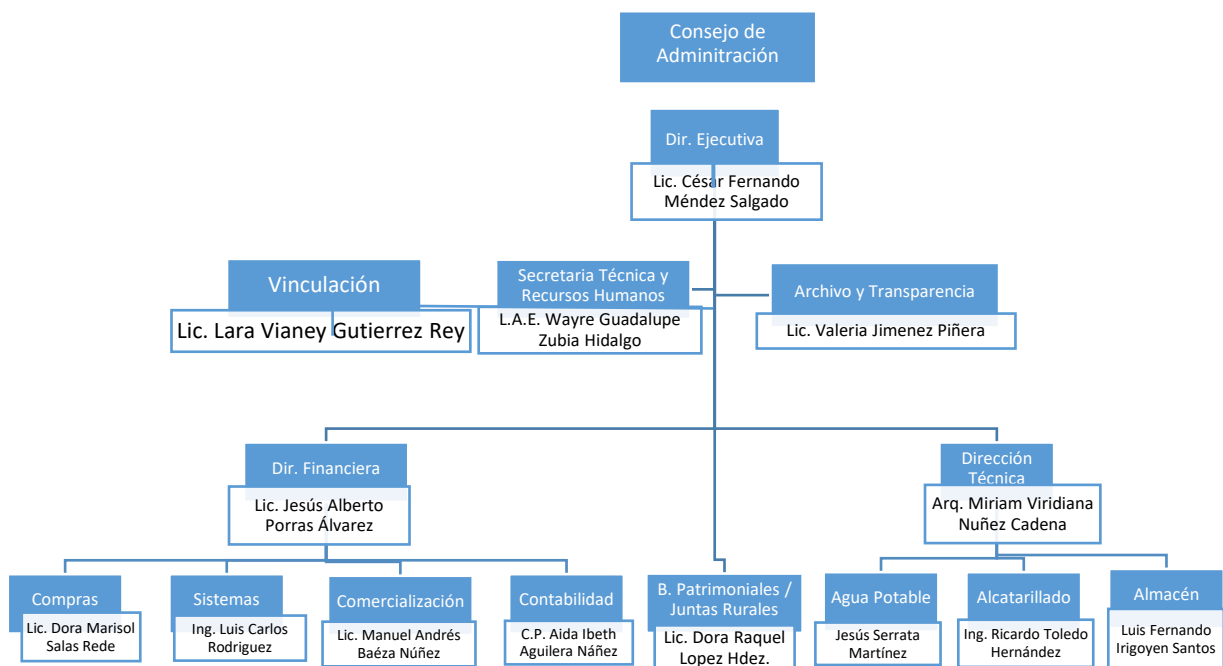 Consejo de
Adminitración
Dir. Ejecutiva
Lic. César Fernando
Méndez Salgado
Vinculación
Lic. Lara Vianey Gutierrez Rey
Secretaria Técnica y
Recursos Humanos
L.A.E. Wayre Guadalupe
Zubia Hidalgo
Archivo y Transparencia
Lic. Valeria Jimenez Piñera
Dir. Financiera
Lic. Jesús Alberto
Porras Álvarez
Dirección
Técnica
Arq. Miriam Viridiana
Nuñez Cadena
Compras
Lic. Dora Marisol
Salas Rede
Sistemas
Ing. Luis Carlos
Rodriguez
Comercialización
Lic. Manuel Andrés
Baéza Núñez
Contabilidad
C.P. Aida Ibeth
Aguilera Náñez
B. Patrimoniales /
Juntas Rurales
Lic. Dora Raquel
Lopez Hdez.
Agua Potable
Jesús Serrata
Martínez
Alcatarillado
Ing. Ricardo Toledo
Hernández
Almacén
Luis Fernando
Irigoyen Santos